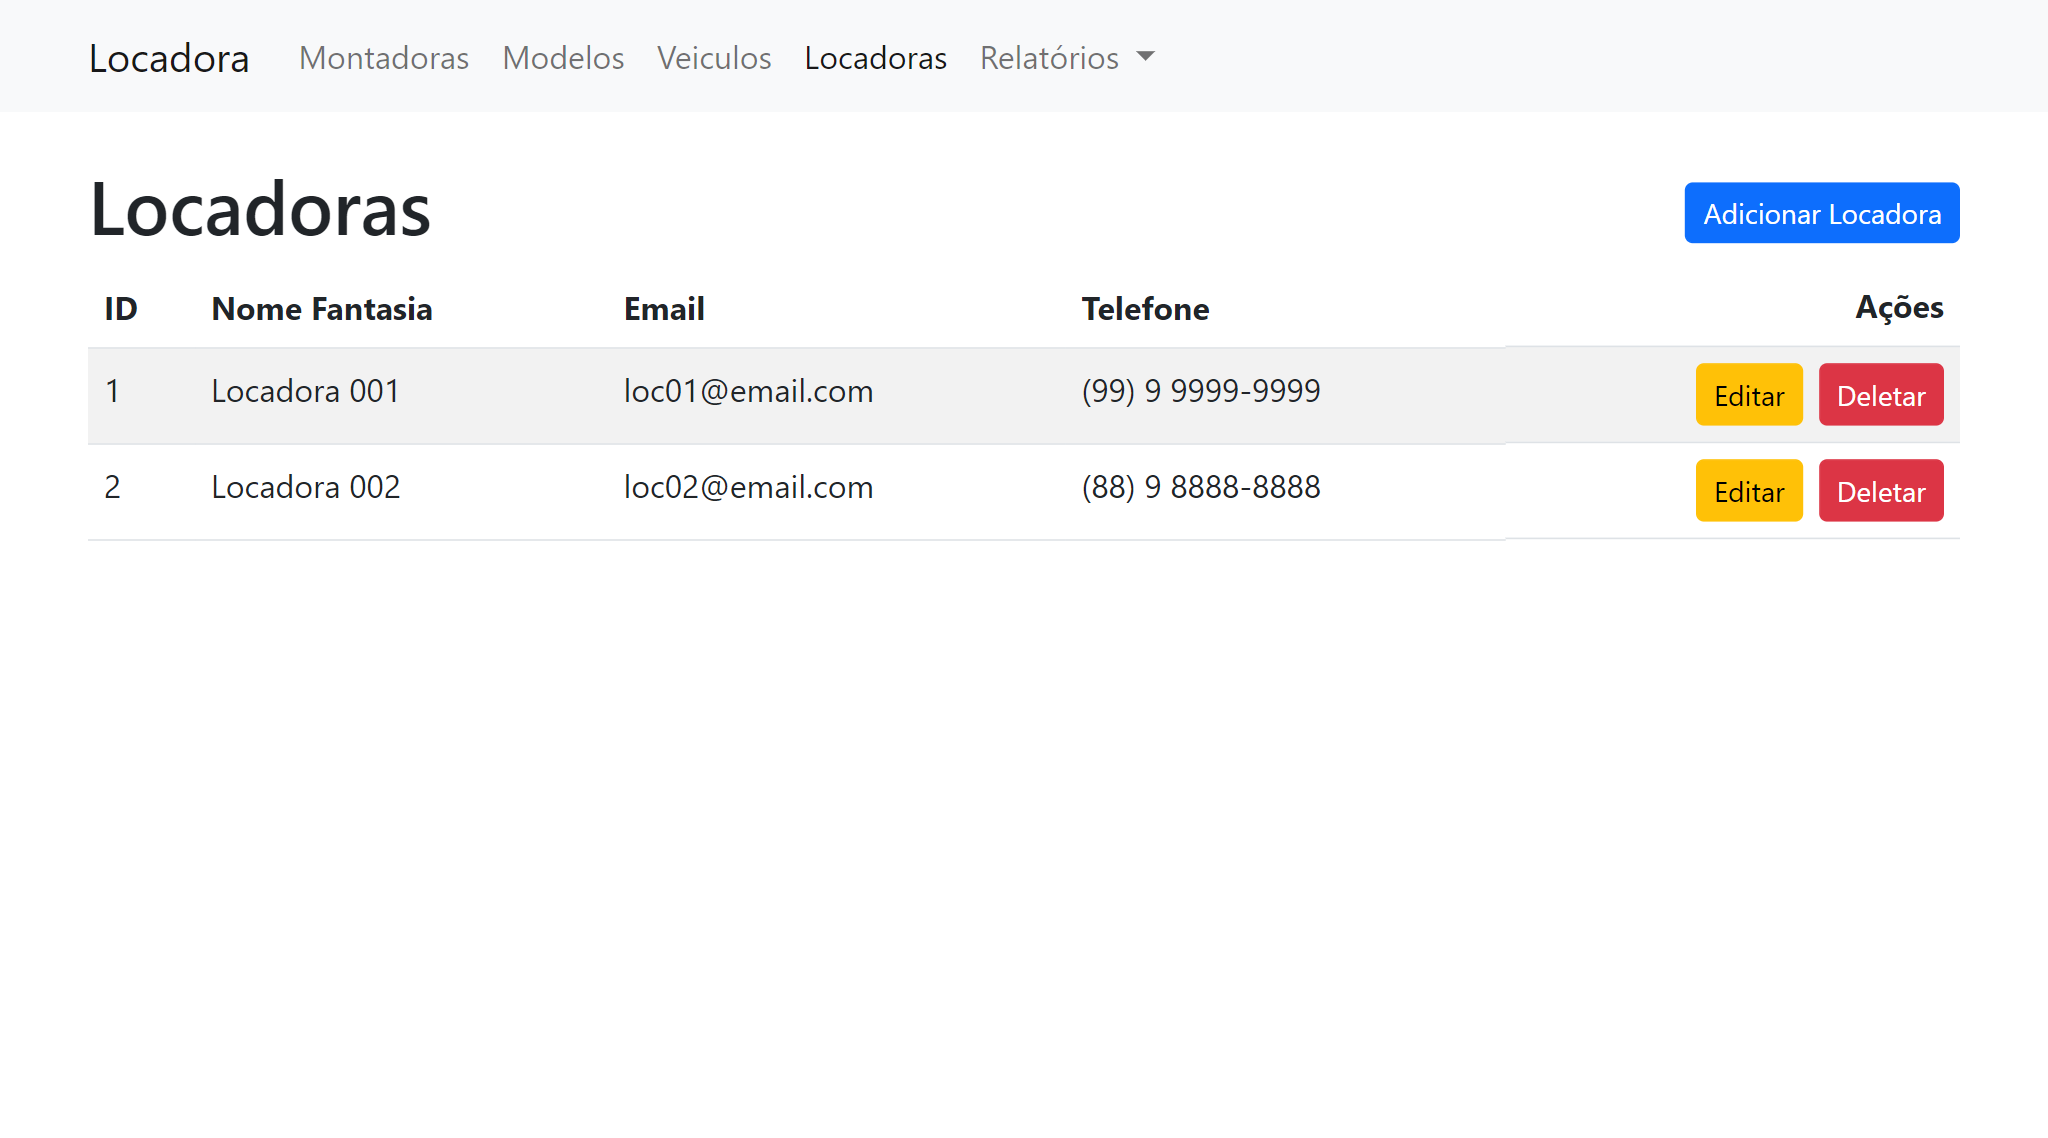 Locadora Montadoras Modelos Veiculos Locadoras Relatórios
Locadoras Adicionar Locadora
ID Nome Fantasia Email Telefone Ações
1 Locadora 001 loc01@email.com (99) 9 9999-9999 Editar Deletar
2 Locadora 002 loc02@email.com (88) 9 8888-8888 Editar Deletar